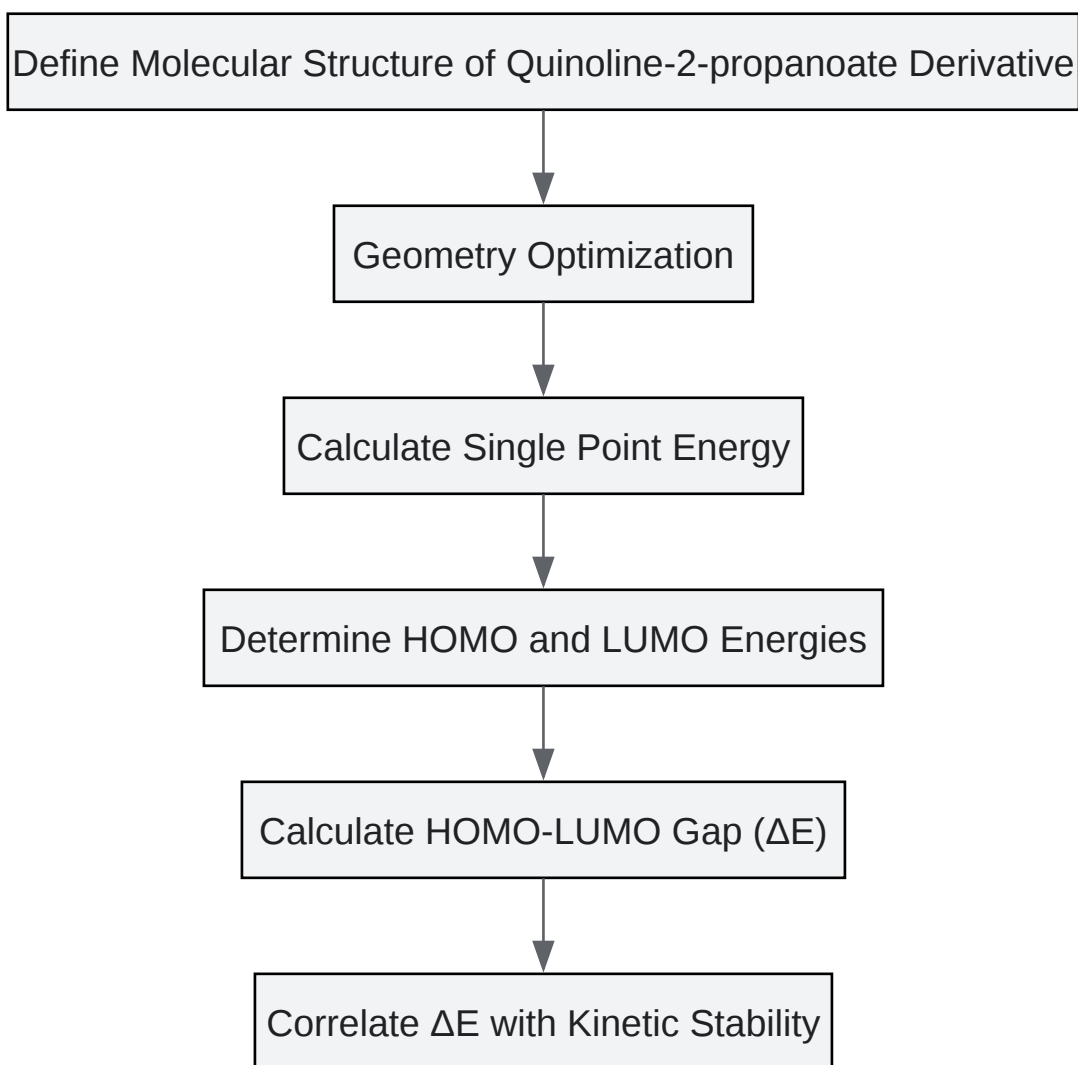 Define Molecular Structure of Quinoline-2-propanoate Derivative
Geometry Optimization
Calculate Single Point Energy
Determine HOMO and LUMO Energies
Calculate HOMO-LUMO Gap (ΔE)
Correlate ΔE with Kinetic Stability